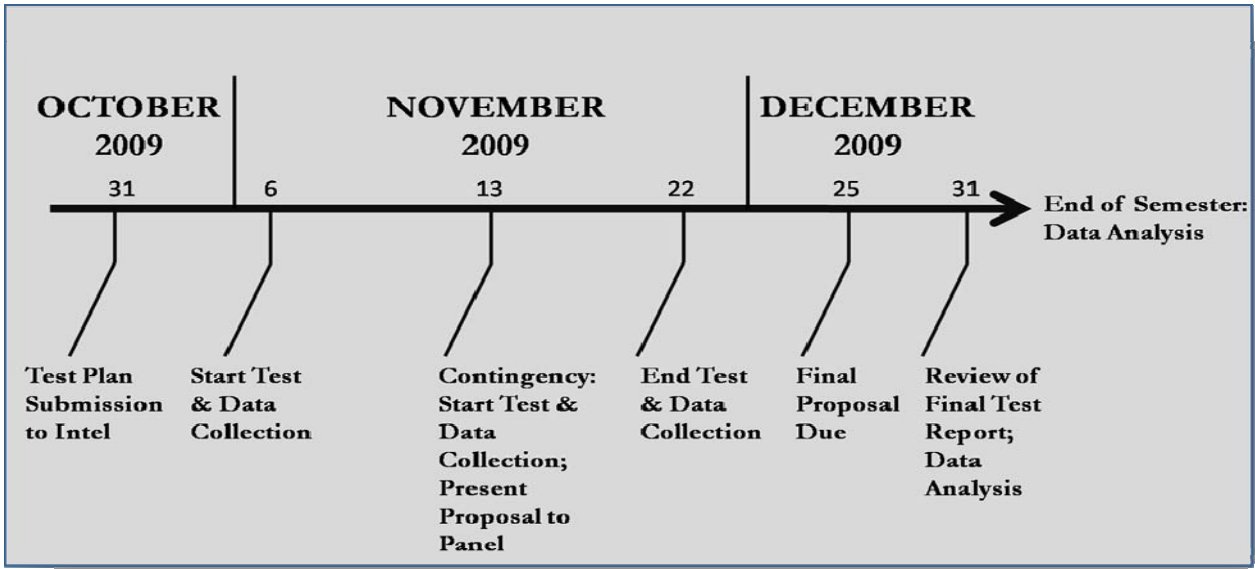 OCTOBER
2009
NOVEMBER
2009
DECEMBER
2009
31
6
13
22
25
31
End of Semester:
Data Analysis
Test Plan
Submission
to Intel
Start Test
& Data
Collection
Contingency:
Start Test &
Data
Collection;
Present
Proposal to
Panel
End Test
& Data
Collection
Final
Proposal
Due
Review of
Final Test
Report;
Data
Analysis